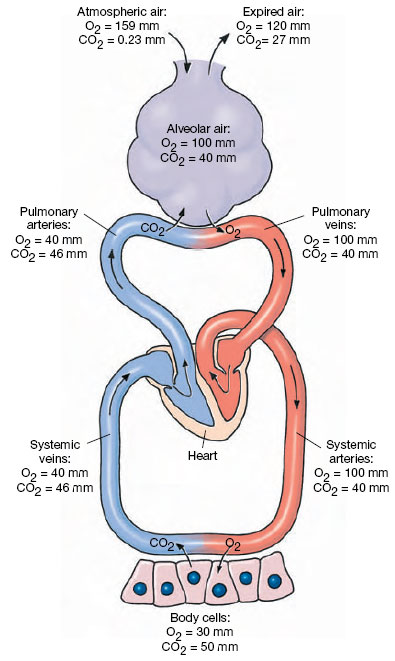 Atmospheric air:
O2 = 159 mm
CO2 = 0.23 mm
Expired air:
O2 = 120 mm
CO2= 27 mm
Alveolar air:
O2 = 100 mm
CO2 = 40 mm
Pulmonary
arteries:
O2 = 40 mm
CO2 = 46 mm
CO2
O2
Pulmonary
veins:
O2 = 100 mm
CO2 = 40 mm
Heart
Systemic
veins:
O2 = 40 mm
CO2 = 46 mm
Systemic
arteries:
O2 = 100 mm
CO2 = 40 mm
CO2
O2
Body cells:
O2 = 30 mm
CO2 = 50 mm